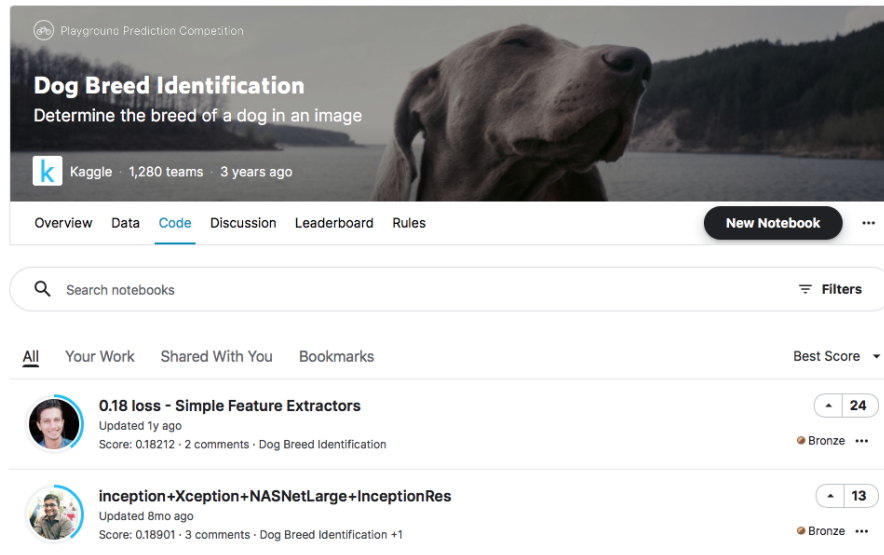 Playground Prediction Competition
Dog Breed Identification
Determine the breed of a dog in an image
k Kaggle · 1,280 teams · 3 years ago
Overview Data Code Discussion Leaderboard Rules New Notebook
Search notebooks Filters
All Your Work Shared With You Bookmarks Best Score
0.18 loss - Simple Feature Extractors 24
Updated 1y ago
Score: 0.18212 · 2 comments · Dog Breed Identification Bronze
inception+Xception+NASNetLarge+InceptionRes 13
Updated 8mo ago
Score: 0.18901 · 3 comments · Dog Breed Identification +1 Bronze